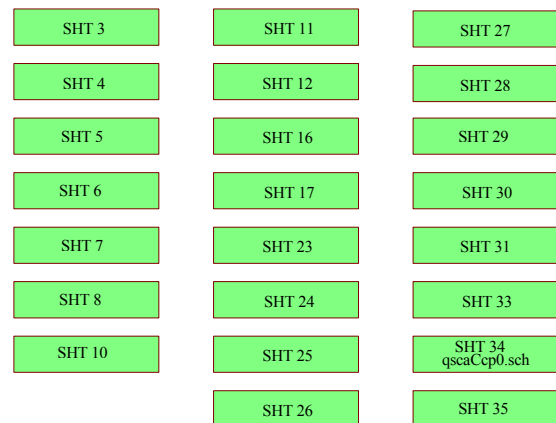 SHT 3
SHT 4
SHT 5
SHT 6
SHT 7
SHT 8
SHT 10
SHT 11
SHT 12
SHT 16
SHT 17
SHT 23
SHT 24
SHT 25
SHT 26
SHT 27
SHT 28
SHT 29
SHT 30
SHT 31
SHT 33
SHT 34
qscaCcp0.sch
SHT 35